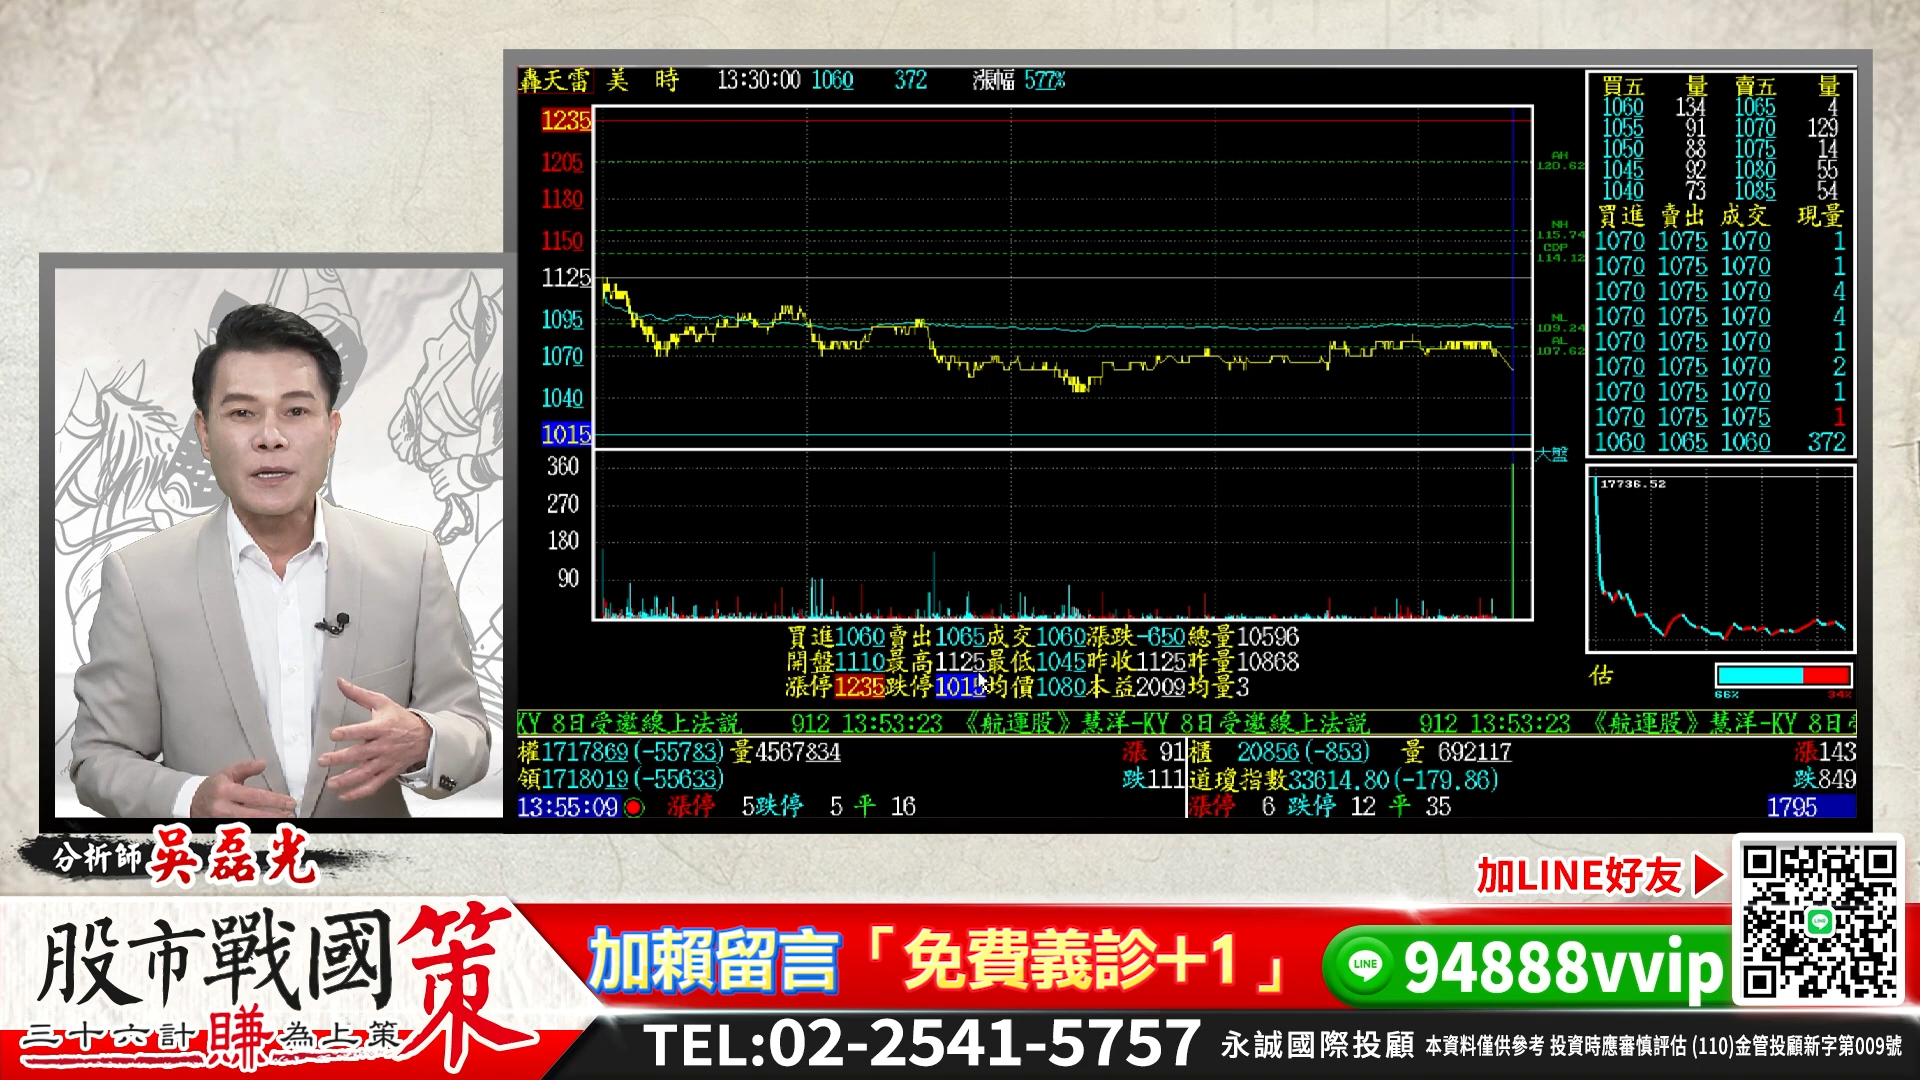 轟天雷 美 時 13:30:00 1060 372 漲幅 577%
1235
1205
1180
1150
1125
1095
1070
1040
1015
360
270
180
90
AH
120.62
NH
115.74
CDP
114.12
NL
109.24
AL
107.62
大盤
買五 量 賣五 量
1060 134 1065 4
1055 91 1070 129
1050 88 1075 14
1045 92 1080 55
1040 73 1085 54
買進 賣出 成交 現量
1070 1075 1070 1
1070 1075 1070 1
1070 1075 1070 4
1070 1075 1070 4
1070 1075 1070 1
1070 1075 1070 2
1070 1075 1070 1
1070 1075 1075 1
1060 1065 1060 372
17736.52
估
66% 34%
買進1060賣出1065成交1060漲跌-650總量10596
開盤1110最高1125最低1045昨收1125昨量10868
漲停1235跌停1015均價1080本益2009均量3
KY 8日受邀線上法說 912 13:53:23 《航運股》慧洋-KY 8日受邀線上法說 912 13:53:23 《航運股》慧洋-KY 8日
權1717869(-55783)量4567834 漲 91
領1718019(-55633) 跌111
13:55:09 漲停 5跌停 5 平 16
櫃 20856(-853) 量 692117 漲143
道瓊指數33614.80(-179.86) 跌849
漲停 6 跌停 12 平 35 1795
分析師 吳磊光
股市戰國策
三十六計 賺 為上策
加LINE好友
加賴留言「免費義診+1」
LINE 94888vvip
TEL:02-2541-5757 永誠國際投顧 本資料僅供參考 投資時應審慎評估 (110)金管投顧新字第009號